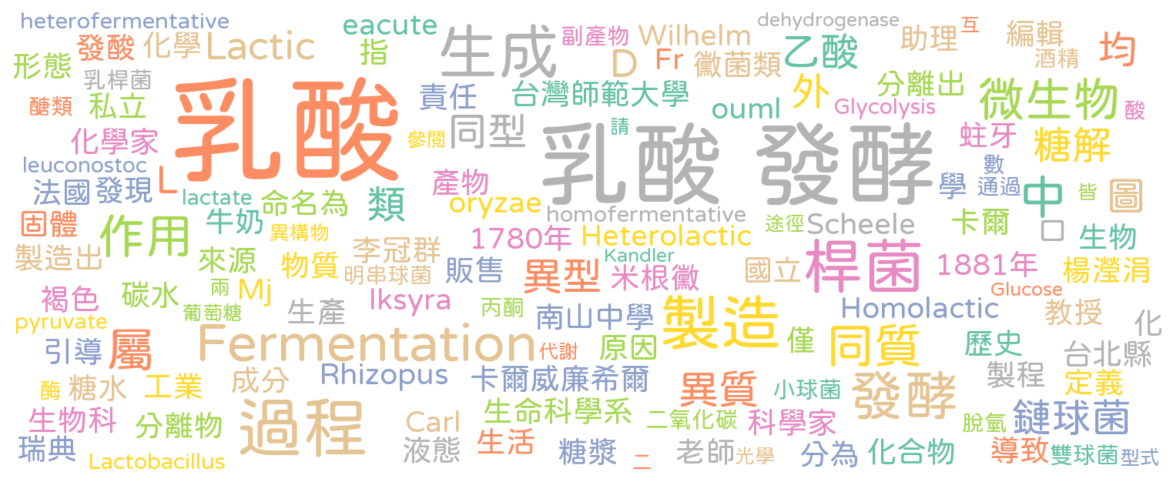 heterofermentative eacute 生成 副產物 Wilhelm dehydrogenase 互 編輯 均
發酸 化學 Lactic 指 D Fr 黴菌類 乙酸 助理 酒精
形態 乳桿菌 責任 台灣師範大學 外 分離出 微生物
醣類 私立 乳酸 同型 請 ouml Glycolysis 酸
化學家 參閱 乳酸 發酵 蛀牙 糖解
leuconostoc 數
法國 發現 L lactate 產物 學 通過 中 皆 圖
固體 作用 牛奶 命名為 類 oryzae homofermentative 途徑 Scheele 卡爾 口 生物
製造出 來源 異構物 李冠群 1780年 Heterolactic
物質 明串球菌 販售 異型 Kandler 米根黴 國立 桿菌 1881年 楊瀅涓
褐色 碳水 兩 Mj Iksyra 丙酮 Glucose
葡萄糖 生產 南山中學 製造 Homolactic 教授 化
pyruvate
引導 屬 Fermentation 代謝 原因 僅 同質 歷史 台北縣
酶 糖水 工業 成分 Rhizopus 卡爾威廉希爾 異質 小球菌 發酵 製程 定義
生物科 分離物 過程 Carl 生命科學系 二氧化碳 科學家 脫氫 鏈球菌
瑞典 Lactobacillus 液態 生活 糖漿 二 老師 光學 分為 化合物 導致 雙球菌 型式